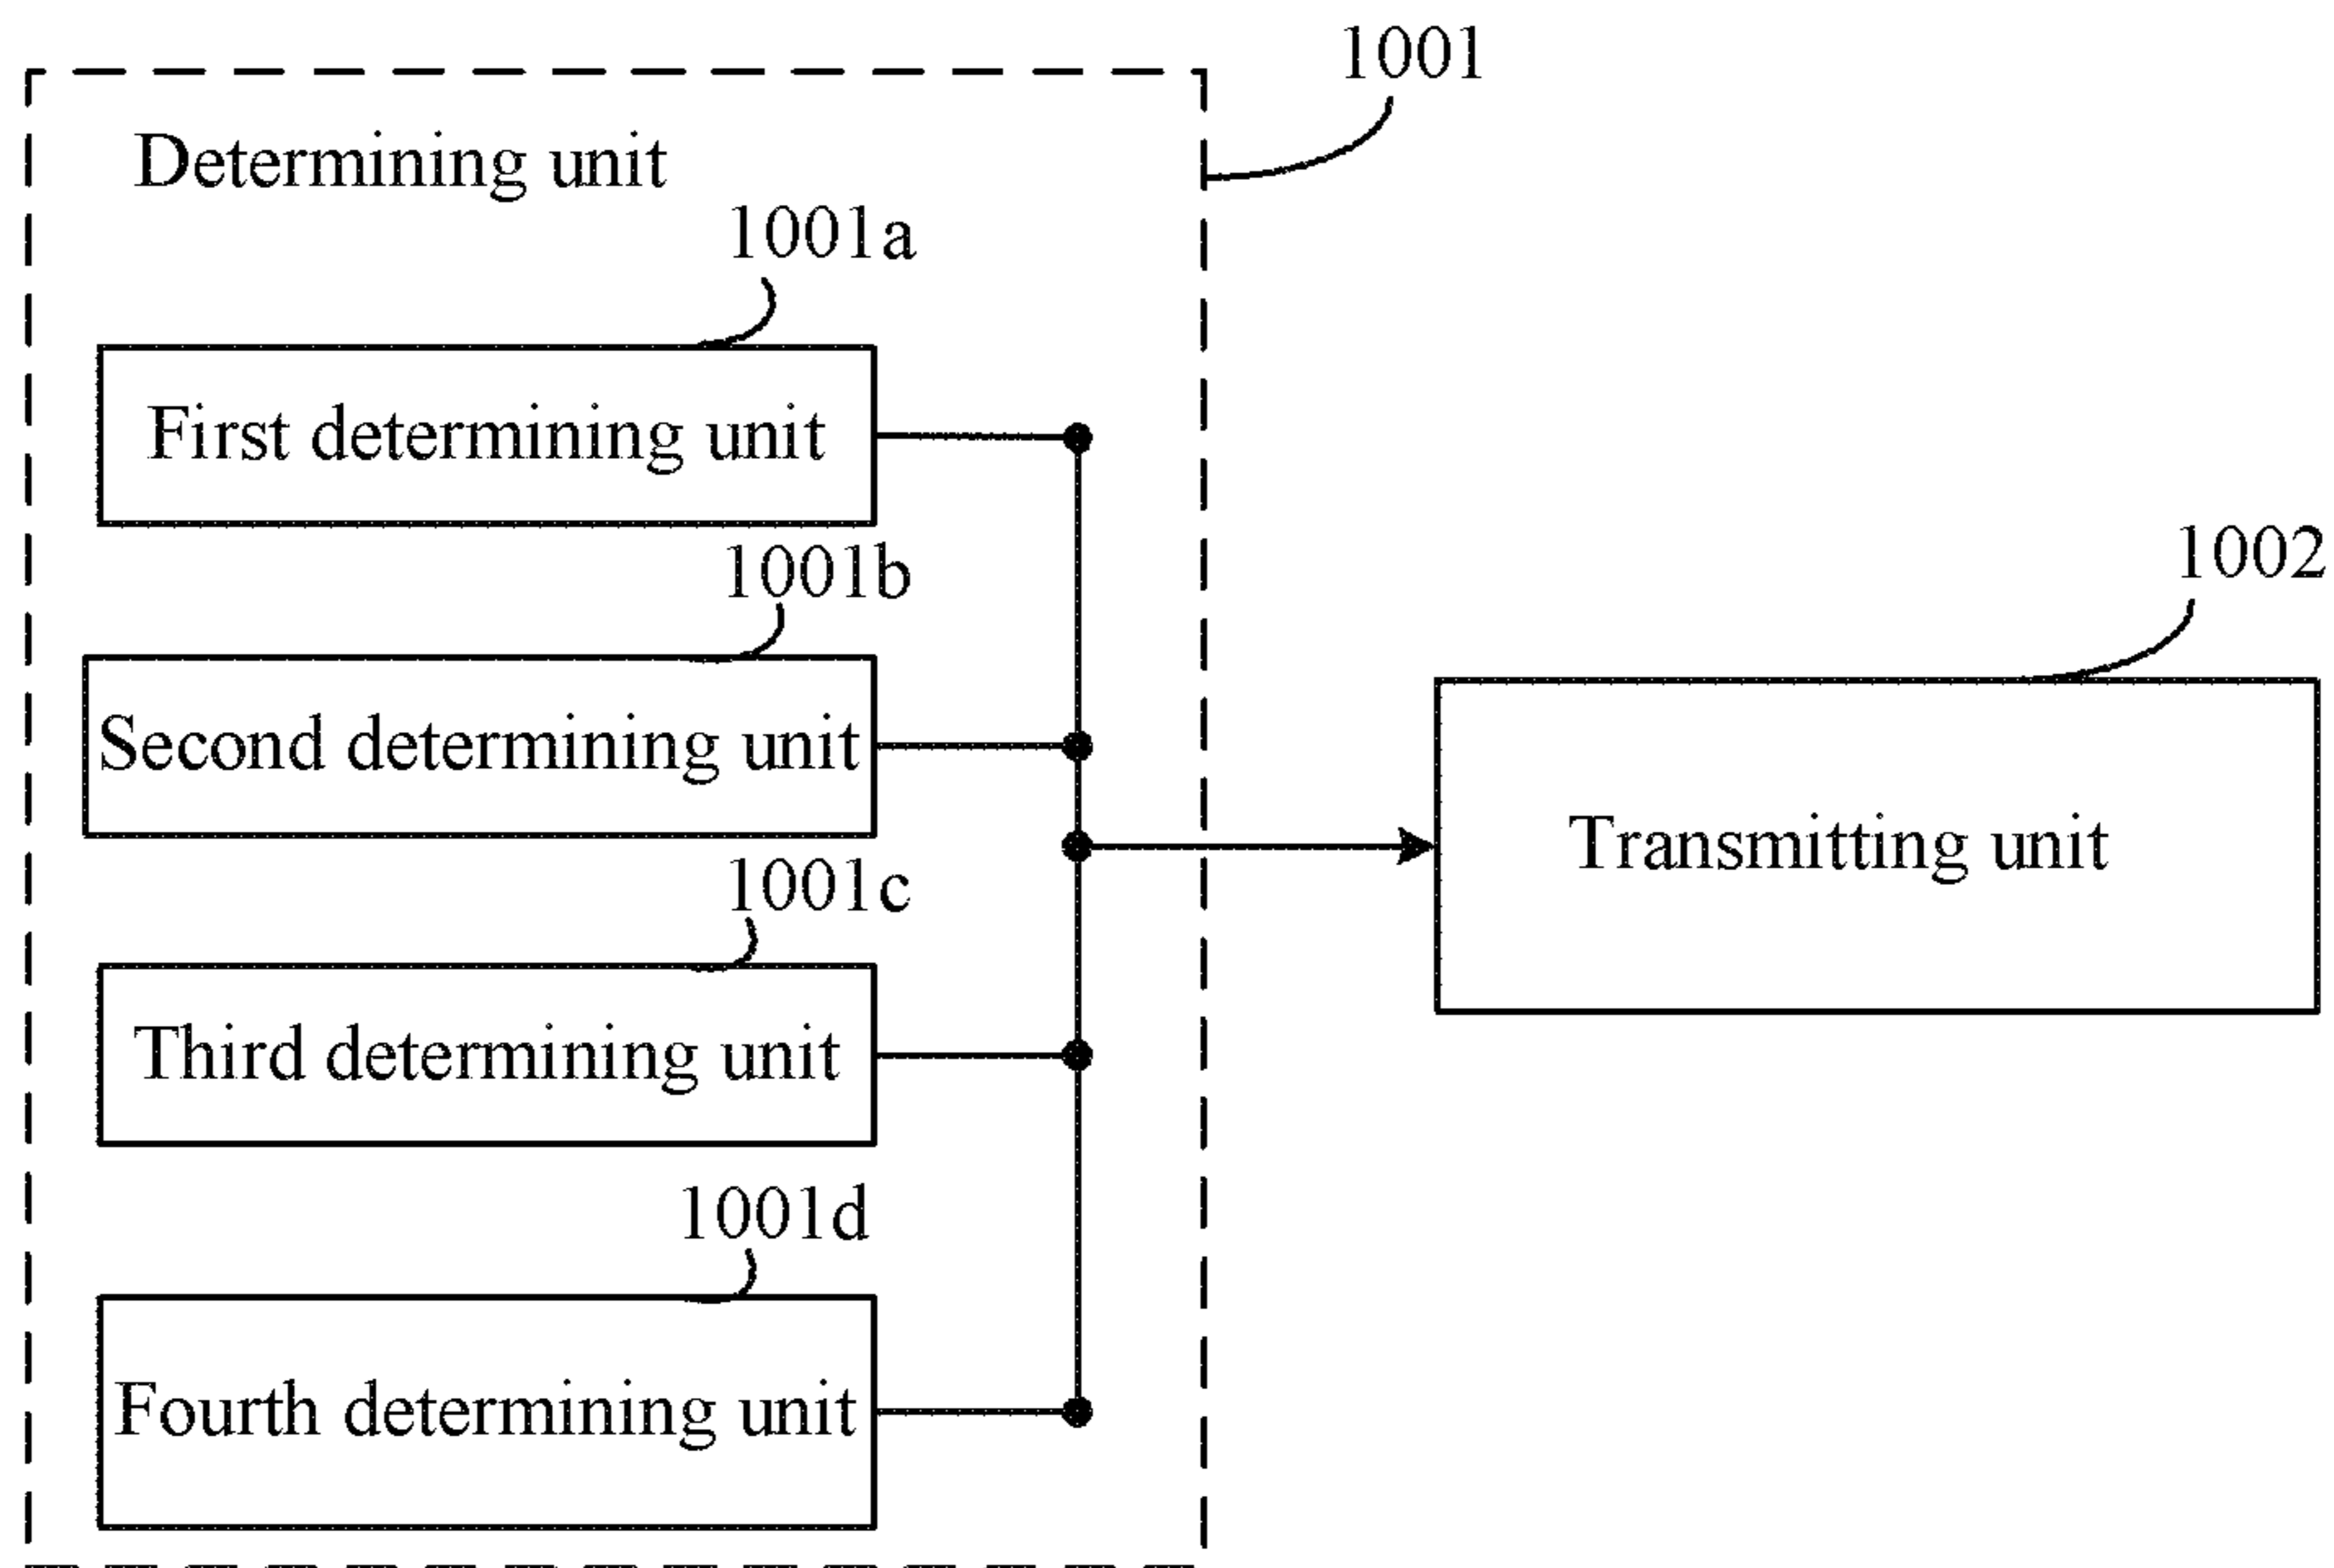 1001
Determining unit
1001a
First determining unit
1001b
1002
Second determining unit
Transmitting unit
1001c
Third determining unit
1001d
Fourth determining unit